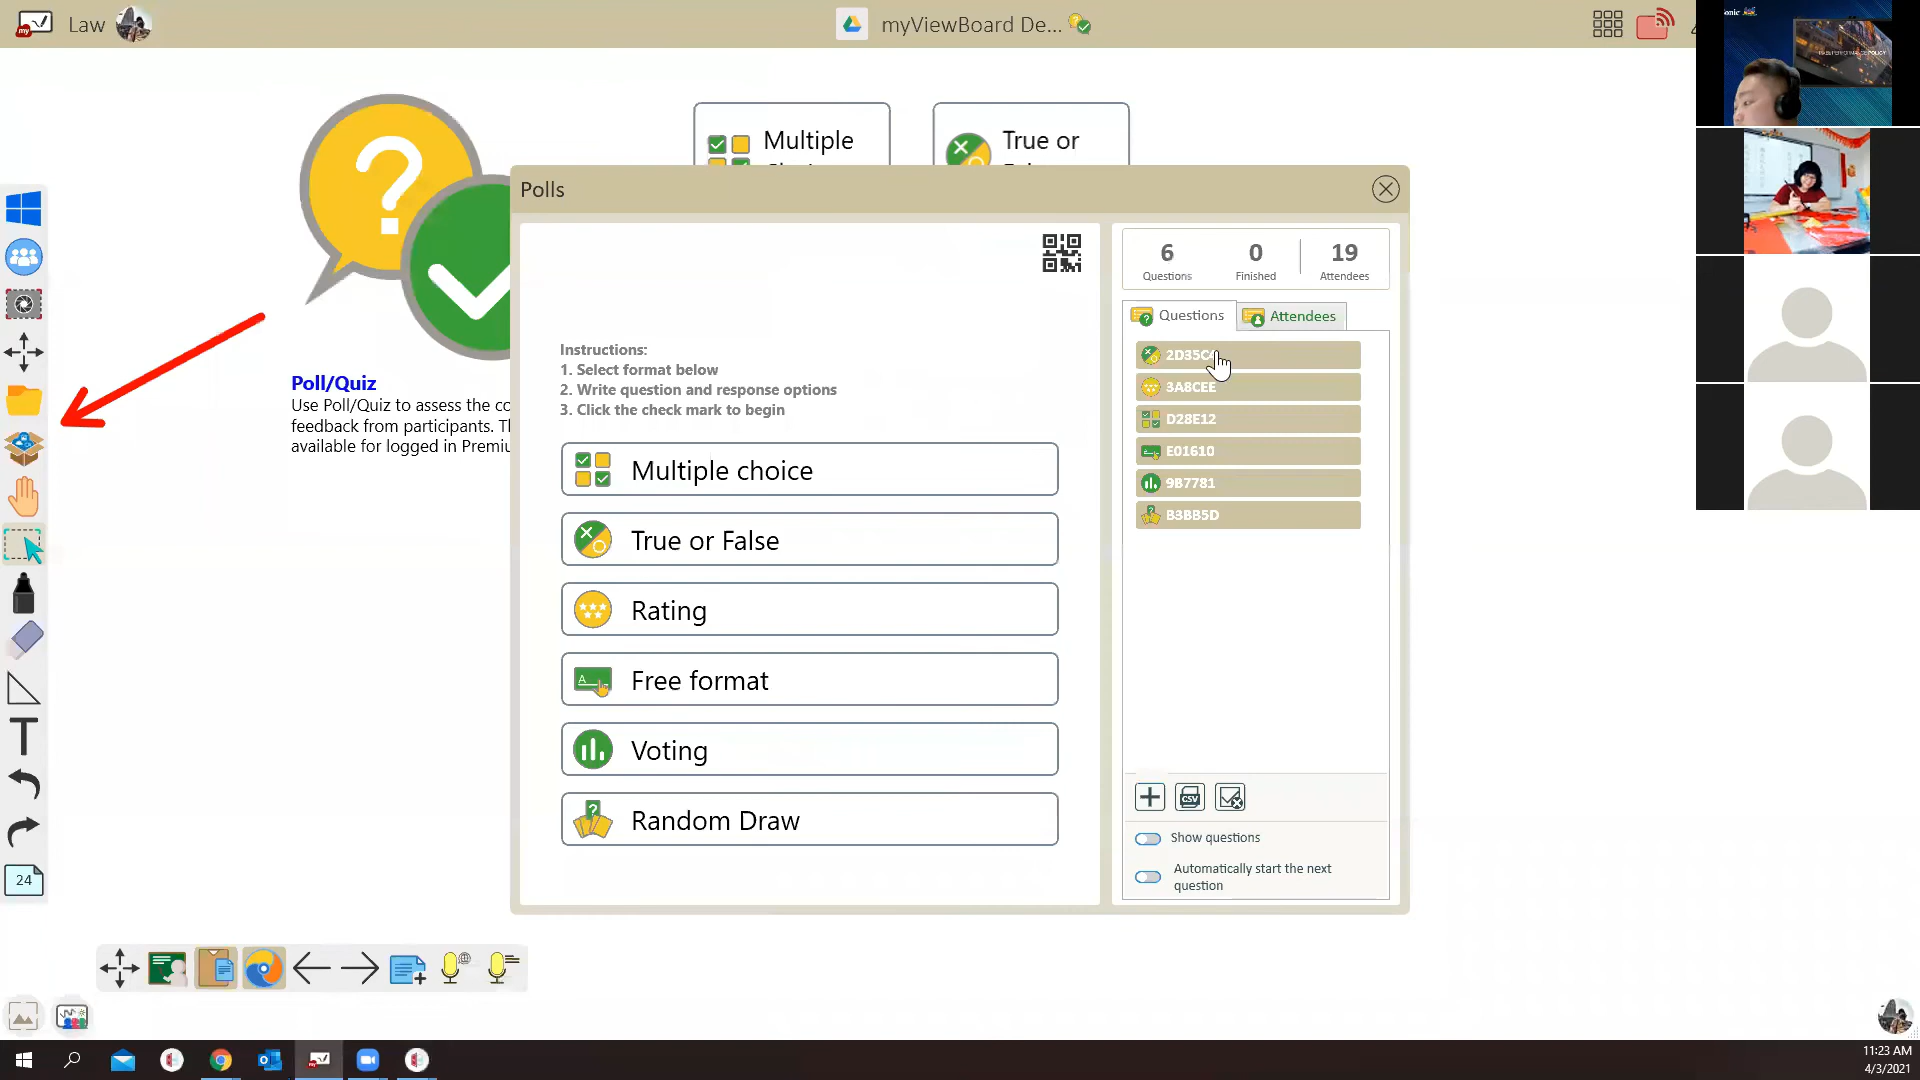 my
Law
myViewBoard De...
Multiple
True or
Polls
6
0
19
Questions
Finished
Attendees
Questions
Attendees
Instructions:
1. Select format below
2. Write question and response options
3. Click the check mark to begin
2D35C
3A8CEE
D28E12
E01610
9B7781
B3BB5D
Poll/Quiz
Use Poll/Quiz to assess the co
feedback from participants. T
available for logged in Premiu
Multiple choice
True or False
Rating
A
Free format
Voting
Random Draw
CSV
Show questions
Automatically start the next
question
T
24
11:23 AM
4/3/2021